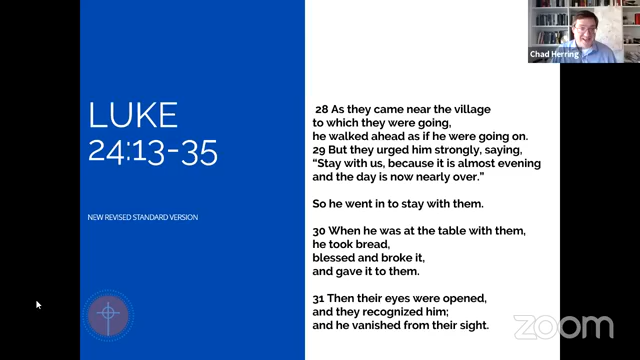 LUKE
24:13-35
NEW REVISED STANDARD VERSION
28 As they came near the village
to which they were going,
he walked ahead as if he were going on.
29 But they urged him strongly, saying,
“Stay with us, because it is almost evening
and the day is now nearly over.”
So he went in to stay with them.
30 When he was at the table with them,
he took bread,
blessed and broke it,
and gave it to them.
31 Then their eyes were opened,
and they recognized him;
and he vanished from their sight.
Chad Herring
zoom